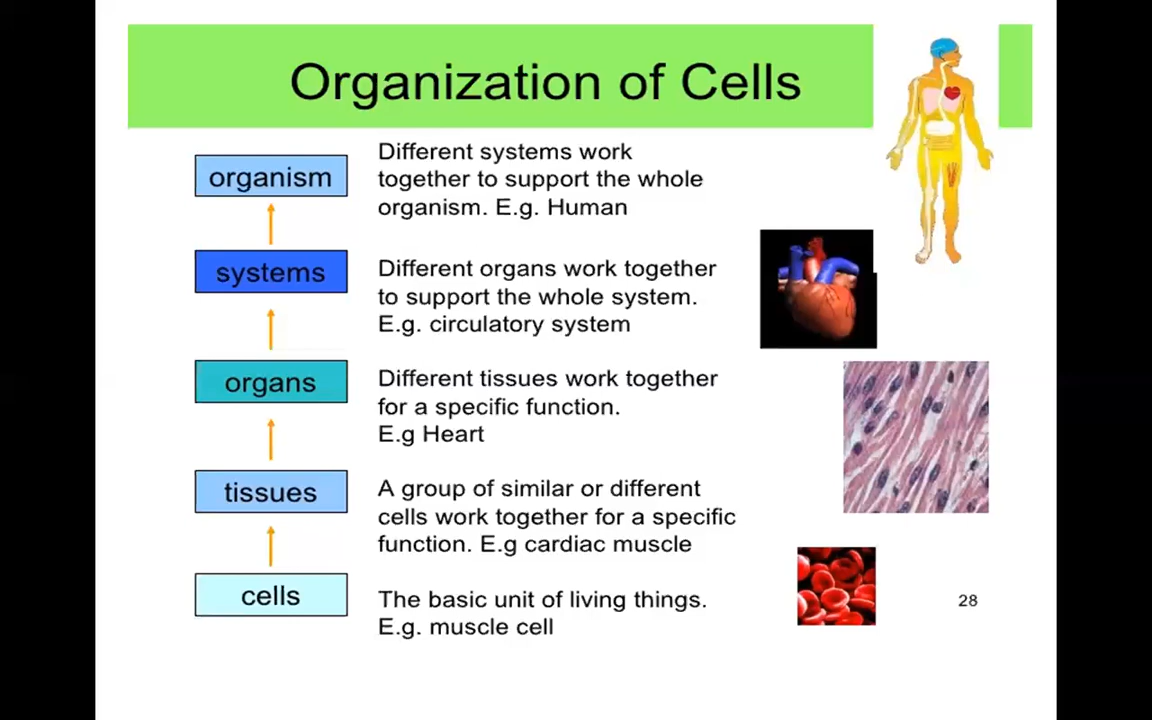 Organization of Cells
organism
Different systems work
together to support the whole
organism. E.g. Human
systems
Different organs work together
to support the whole system.
E.g. circulatory system
organs
Different tissues work together
for a specific function.
E.g Heart
tissues
A group of similar or different
cells work together for a specific
function. E.g cardiac muscle
cells
The basic unit of living things.
E.g. muscle cell
28